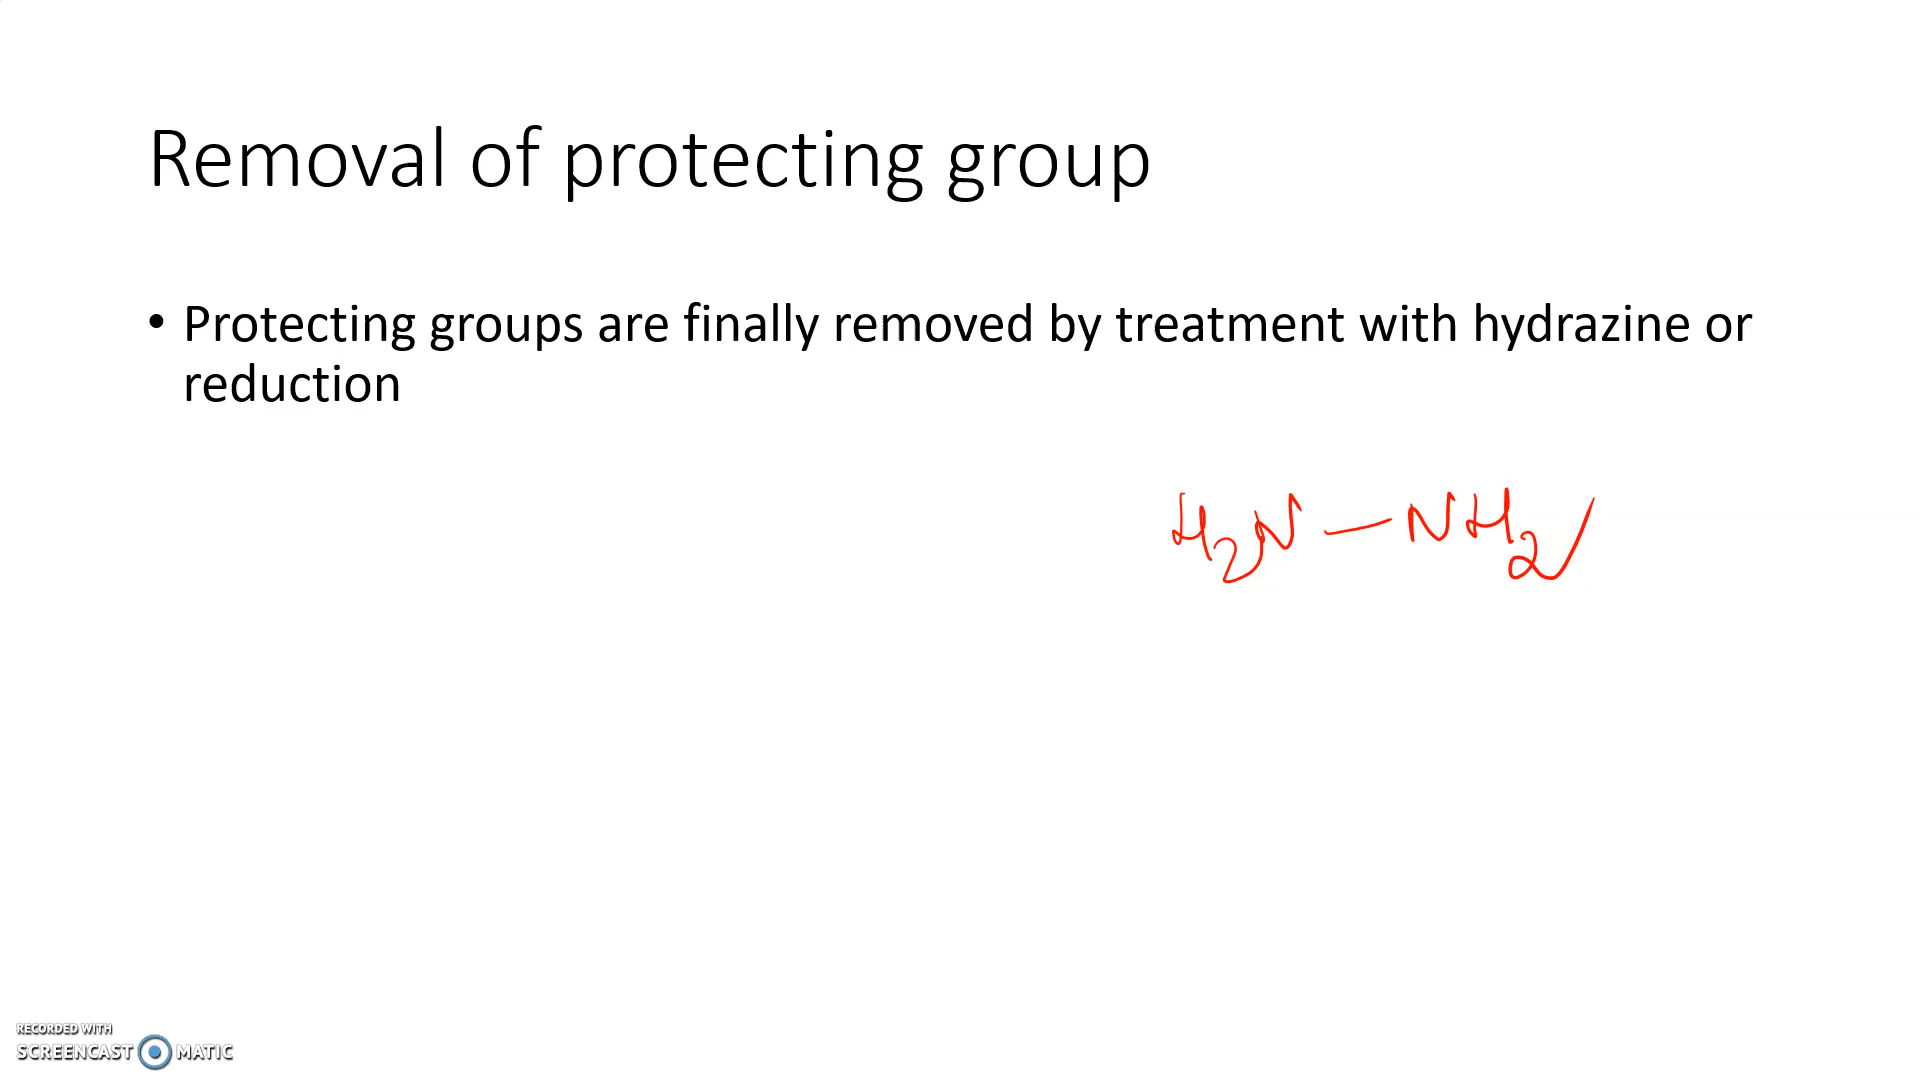 Removal of protecting group
• Protecting groups are finally removed by treatment with hydrazine or
reduction
H₂N — NH₂
RECORDED WITH
SCREENCAST MATIC